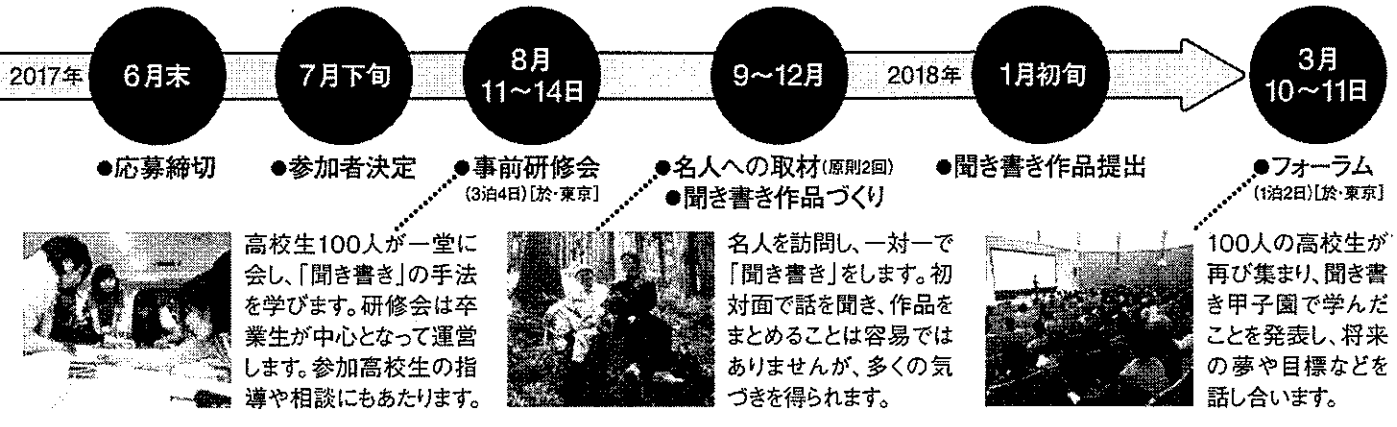 2017年
6月末
7月下旬
8月
11〜14日
9〜12月
2018年
1月初旬
3月
10〜11日
●応募締切
●参加者決定
●事前研修会
(3泊4日)[於・東京]
●名人への取材(原則2回)
●聞き書き作品づくり
●聞き書き作品提出
●フォーラム
(1泊2日)[於・東京]
高校生100人が一堂に
会し、「聞き書き」の手法
を学びます。研修会は卒
業生が中心となって運営
します。参加高校生の指
導や相談にもあたります。
名人を訪問し、一対一で
「聞き書き」をします。初
対面で話を聞き、作品を
まとめることは容易では
ありませんが、多くの気
づきを得られます。
100人の高校生が
再び集まり、聞き書
き甲子園で学んだ
ことを発表し、将来
の夢や目標などを
話し合います。